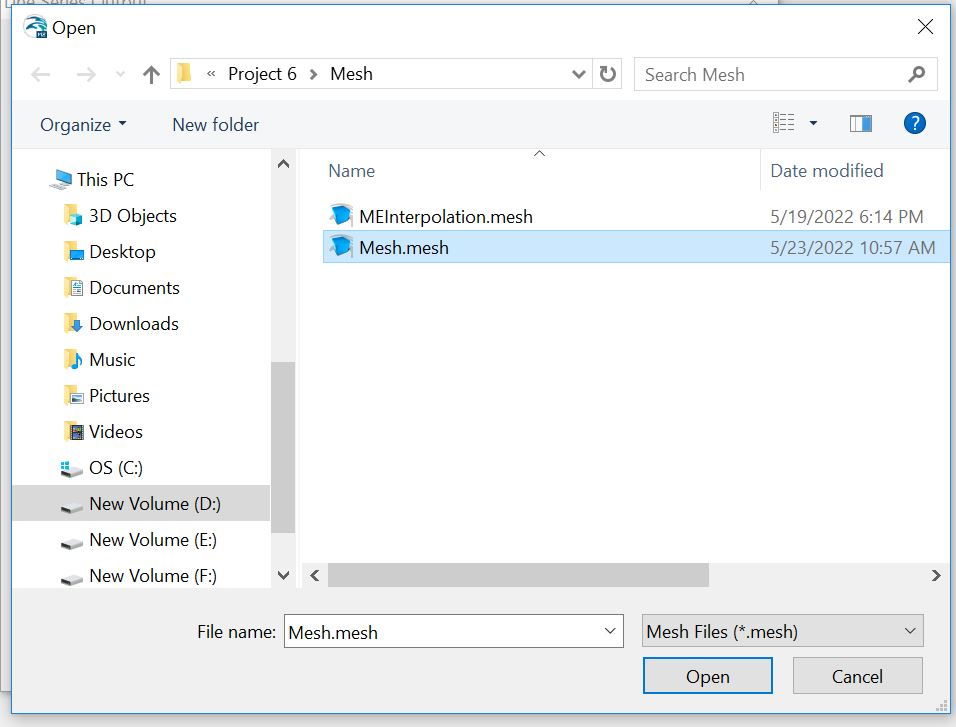 Open
« Project 6 > Mesh
Search Mesh
Organize
New folder
?
Name
Date modified
This PC
3D Objects
Desktop
Documents
Downloads
Music
Pictures
Videos
OS (C:)
New Volume (D:)
New Volume (E:)
New Volume (F:)
MEInterpolation.mesh 5/19/2022 6:14 PM
Mesh.mesh 5/23/2022 10:57 AM
File name: Mesh.mesh
Mesh Files (*.mesh)
Open
Cancel